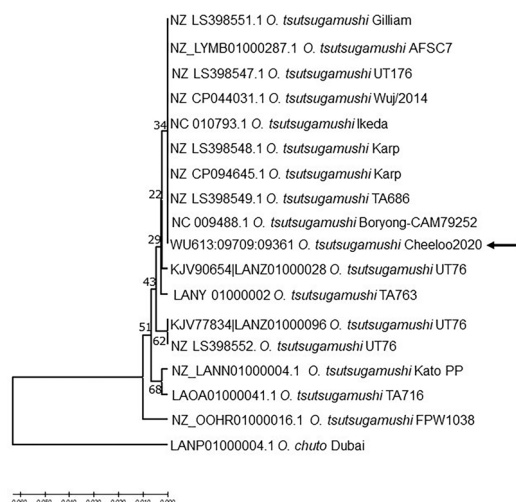 NZ LS398551.1 O. tsutsugamushi Gilliam
NZ_LYMB01000287.1 O. tsutsugamushi AFSC7
NZ LS398547.1 O. tsutsugamushi UT176
NZ CP044031.1 O. tsutsugamushi Wuj/2014
34
NC 010793.1 O. tsutsugamushi Ikeda
NZ LS398548.1 O. tsutsugamushi Karp
NZ CP094645.1 O. tsutsugamushi Karp
22
NZ LS398549.1 O. tsutsugamushi TA686
NC 009488.1 O. tsutsugamushi Boryong-CAM79252
29
WU613:09709:09361 O. tsutsugamushi Cheeloo2020
KJV90654|LANZ01000028 O. tsutsugamushi UT76
43
LANY 01000002 O. tsutsugamushi TA763
51
KJV77834|LANZ01000096 O. tsutsugamushi UT76
62
NZ LS398552. O. tsutsugamushi UT76
NZ_LANN01000004.1 O. tsutsugamushi Kato PP
68
LAOA01000041.1 O. tsutsugamushi TA716
NZ_OOHR01000016.1 O. tsutsugamushi FPW1038
LANP01000004.1 O. chuto Dubai